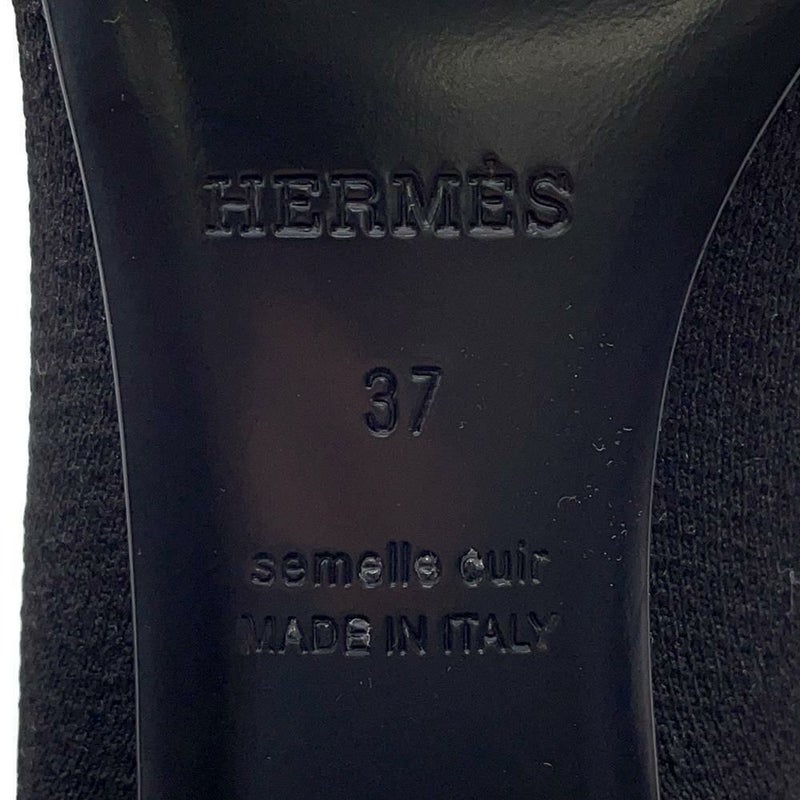 HERMÈS
37
semelle cuir
MADE IN ITALY